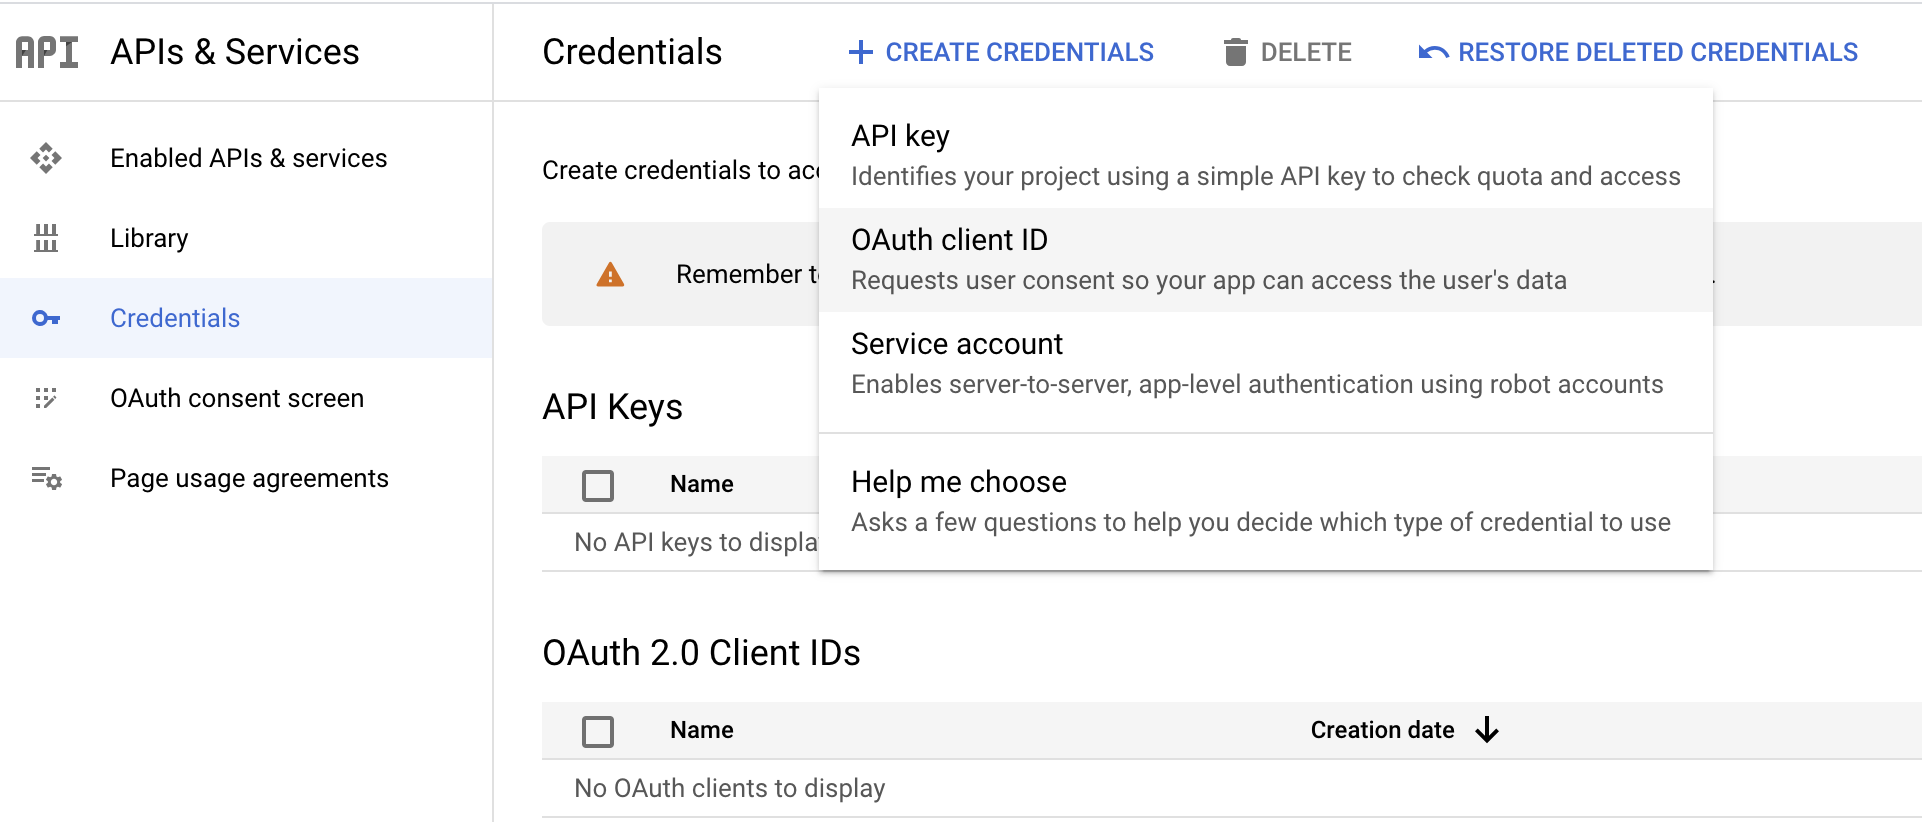 API APIs & Services
Credentials
CREATE CREDENTIALS
DELETE
RESTORE DELETED CREDENTIALS
Enabled APIs & services
Library
Credentials
OAuth consent screen
Page usage agreements
Create credentials to
Remember
API key
Identifies your project using a simple API key to check quota and access
OAuth client ID
Requests user consent so your app can access the user's data
Service account
Enables server-to-server, app-level authentication using robot accounts
Help me choose
Asks a few questions to help you decide which type of credential to use
API Keys
Name
No API keys to
OAuth 2.0 Client IDs
Name
Creation date
No OAuth clients to display